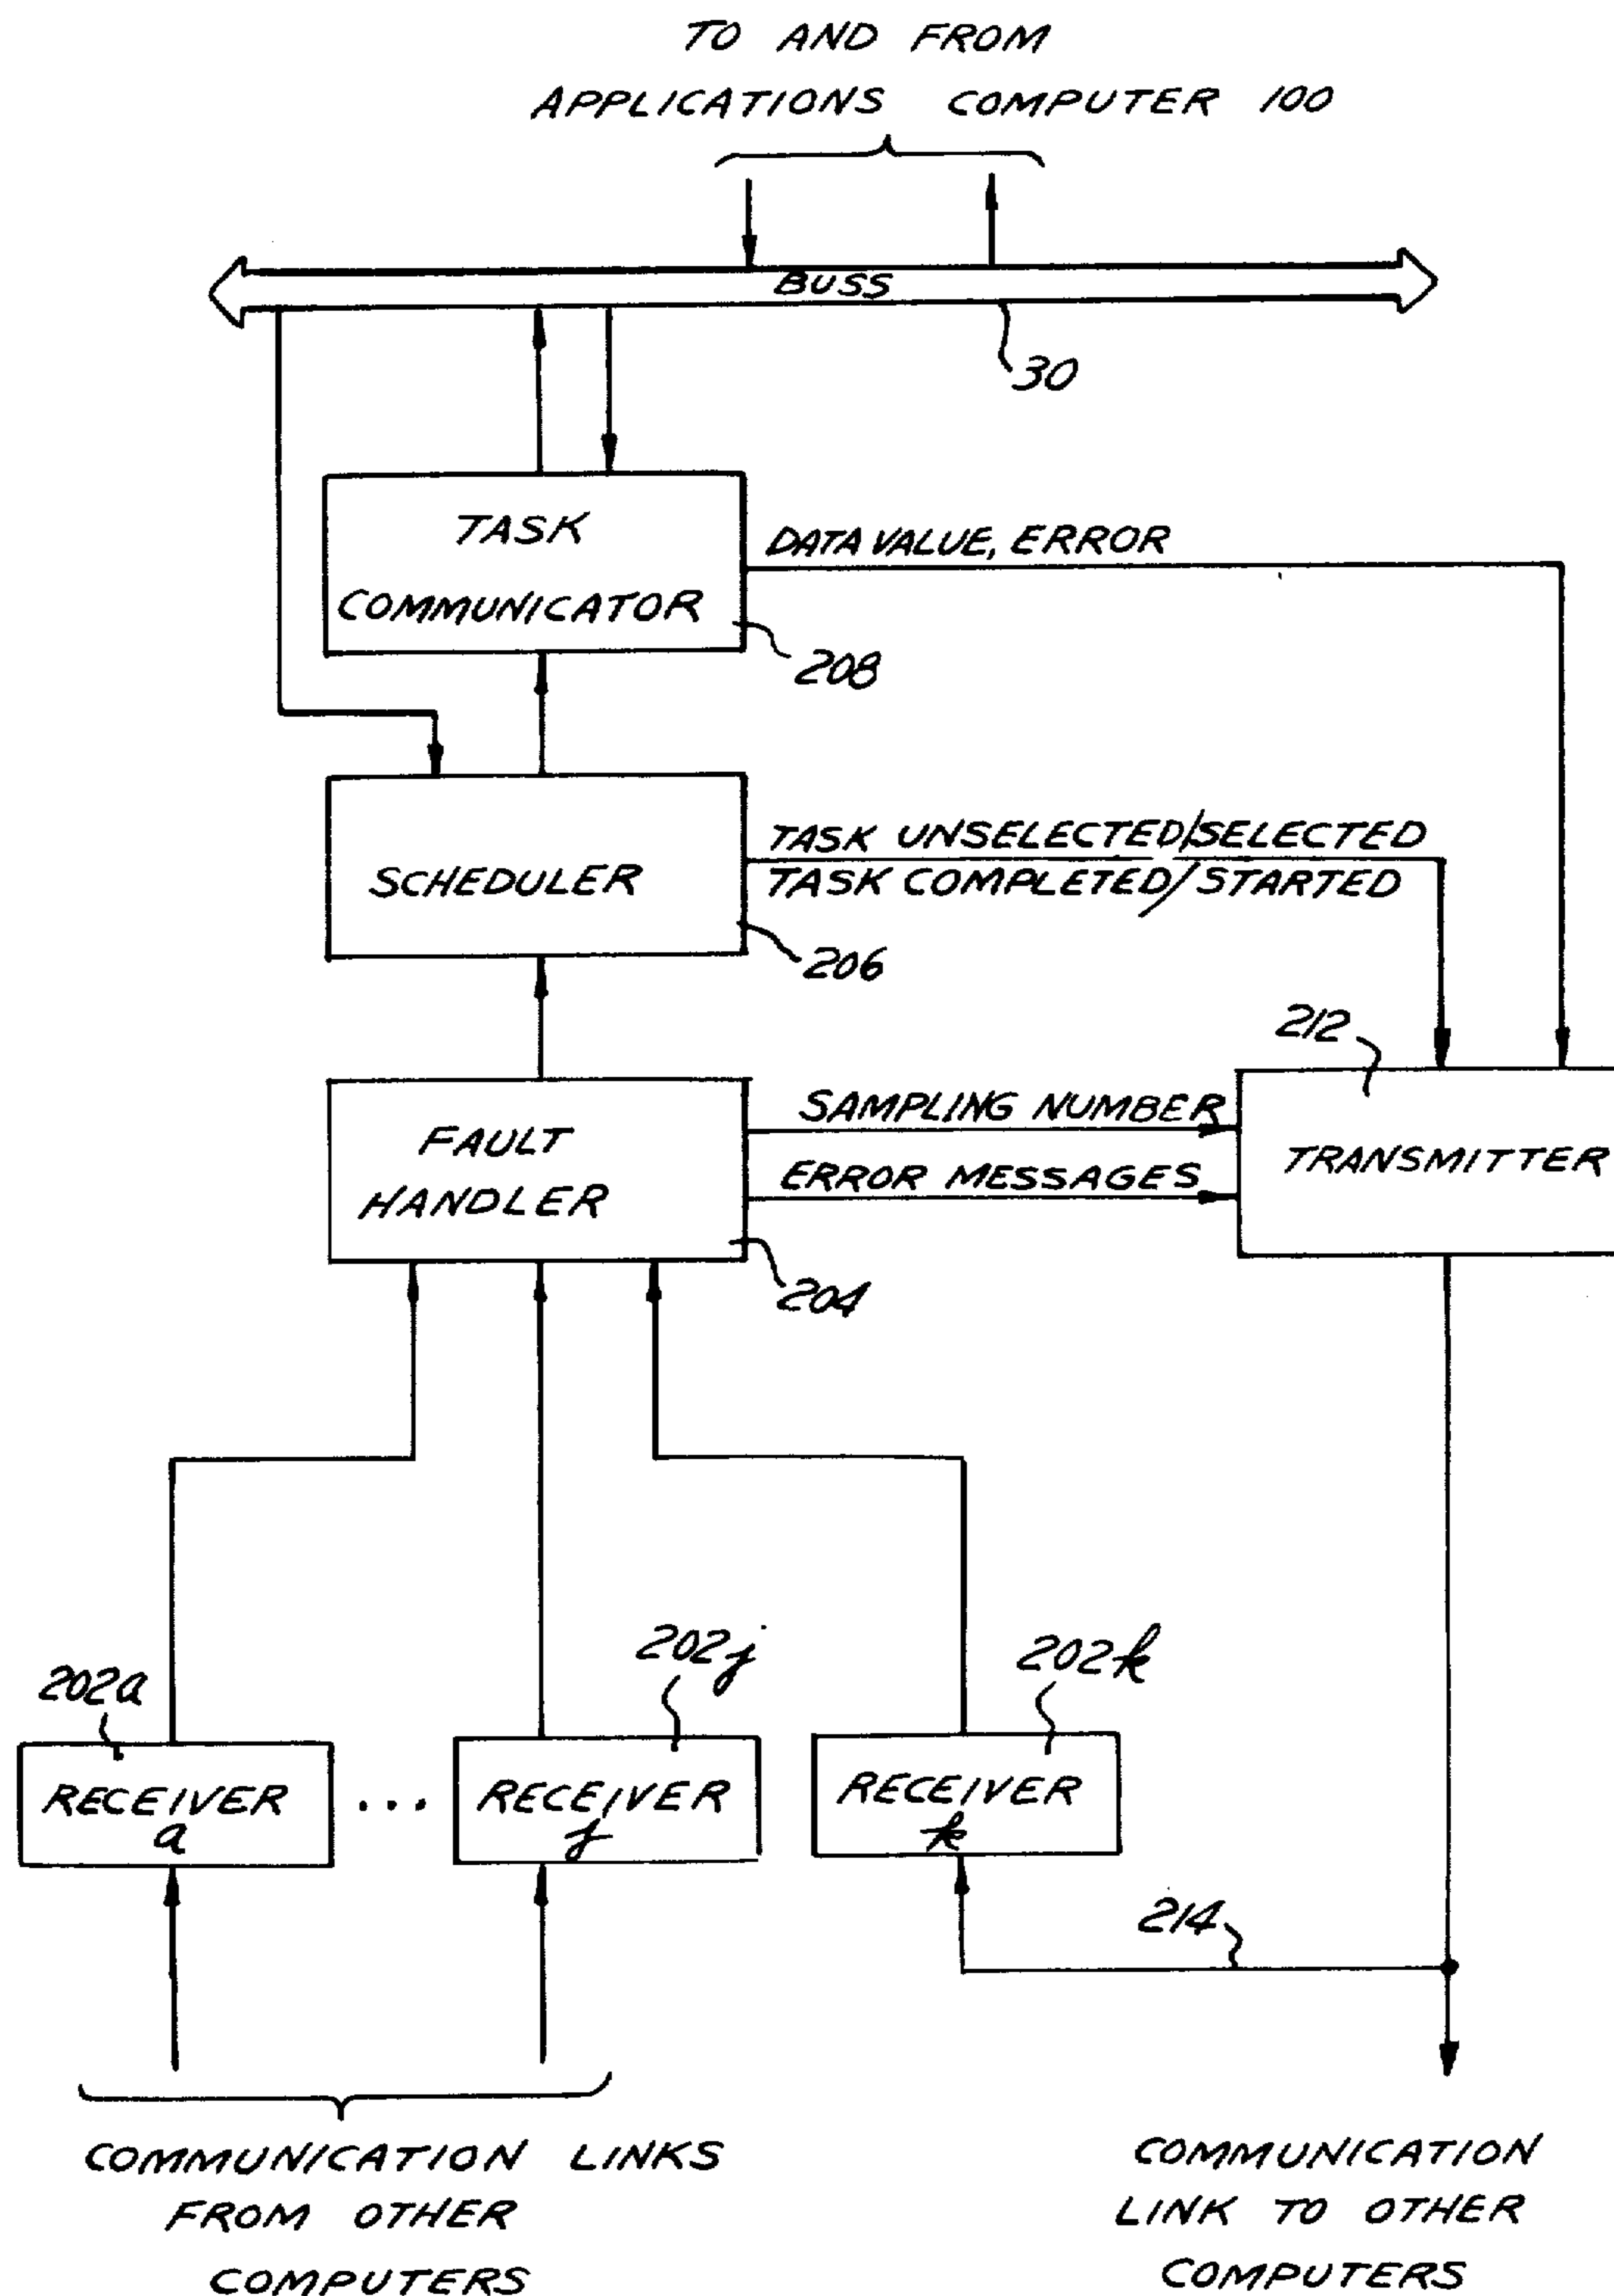 TO AND FROM
APPLICATIONS COMPUTER 100
BUSS
30
TASK
COMMUNICATOR
208
DATA VALUE, ERROR
SCHEDULER
206
TASK UNSELECTED/SELECTED
TASK COMPLETED/STARTED
FAULT
HANDLER
204
SAMPLING NUMBER
ERROR MESSAGES
212
TRANSMITTER
202a
RECEIVER
a
...
202j
RECEIVER
j
202k
RECEIVER
k
214
COMMUNICATION LINKS
FROM OTHER
COMPUTERS
COMMUNICATION
LINK TO OTHER
COMPUTERS